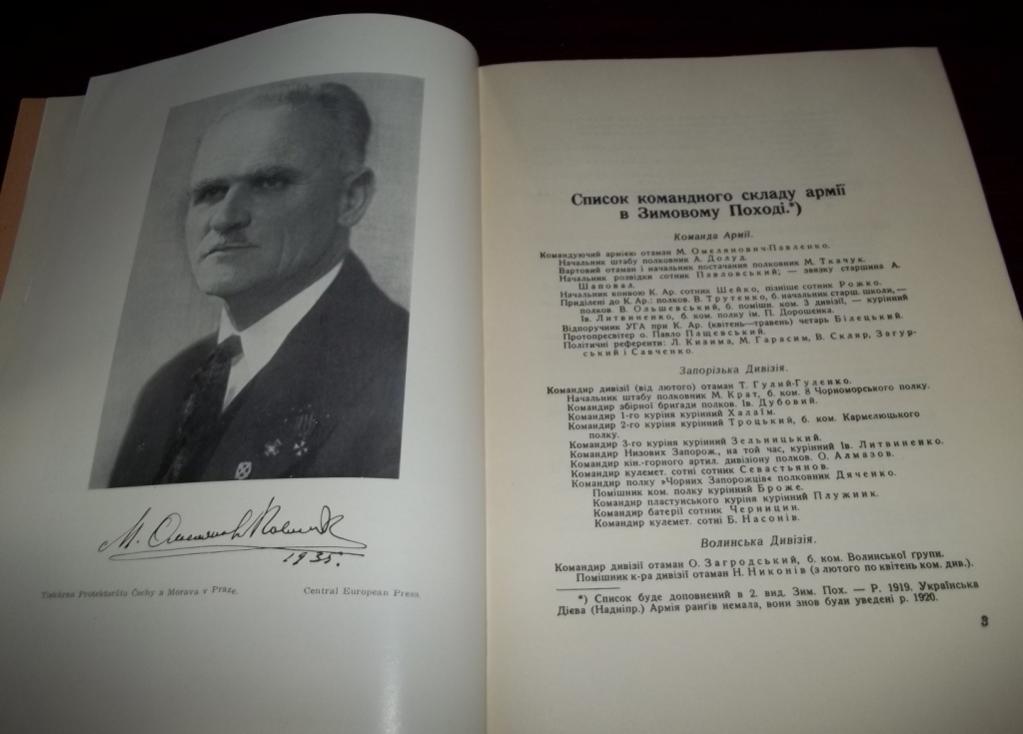 М. Омелянов Павленк
1935.
Tiskárna Protektorátu Čechy a Morava v Praze. Central European Press
Список командного складу армії
в Зимовому Поході.*)
Команда Армії.
Командуючий армією отаман М. Омелянович-Павленко.
Начальник штабу полковник А. Долуд.
Вартовий отаман і начальник постачання полковник М. Ткачук.
Начальник розвідки сотник Павловський; — звязку старшина А.
Шаповал.
Начальник конвою К. Ар. сотник Шейко, пізніше сотник Рожко.
Приділені до К. Ар.: полков. В. Трутенко, б. начальник старш. школи, —
полков. В. Ольшевський, б. помішн. ком. 3 дивізії, — курінний
Ів. Литвиненко, б. ком. полку ім. П. Дорошенка.
Відпоручник УГА при К. Ар. (квітень—травень) четар Білецький.
Протопресвітер о. Павло Пащевський.
Політичні референти: Л. Кизима, М. Гарасим, В. Скляр, Загур-
ський і Савченко.
Запорізька Дивізія.
Командир дивізії (від лютого) отаман Т. Гулий-Гуленко.
Начальник штабу полковник М. Крат, б. ком. 8 Чорноморського полку.
Командир збірної бригади полков. Ів. Дубовий.
Командир 1-го куріня курінний Халаїм.
Командир 2-го куріня курінний Троцький, б. ком. Кармелюцького
полку.
Командир 3-го куріня курінний Зельницький.
Командир Низових Запорож., на той час, курінний Ів. Литвиненко.
Командир кін.-горного артил. дивізіону полков. О. Алмазов.
Командир кулемет. сотні сотник Севастьянов.
Командир полку »Чорних Запорожців« полковник Дяченко.
Помішник ком. полку курінний Броже.
Командир пластунського куріня курінний Плужник.
Командир батерії сотник Черницин.
Командир кулемет. сотні Б. Насонів.
Волинська Дивізія.
Командир дивізії отаман О. Загродський, б. ком. Волинської ґрупи.
Помішник к-ра дивізії отаман Н. Никонів (з лютого по квітень ком. див.).
*) Список буде доповнений в 2. вид. Зим. Пох. — Р. 1919, Українська
Дієва (Надніпр.) Армія ранґів немала, вони знов були уведені р. 1920.
3